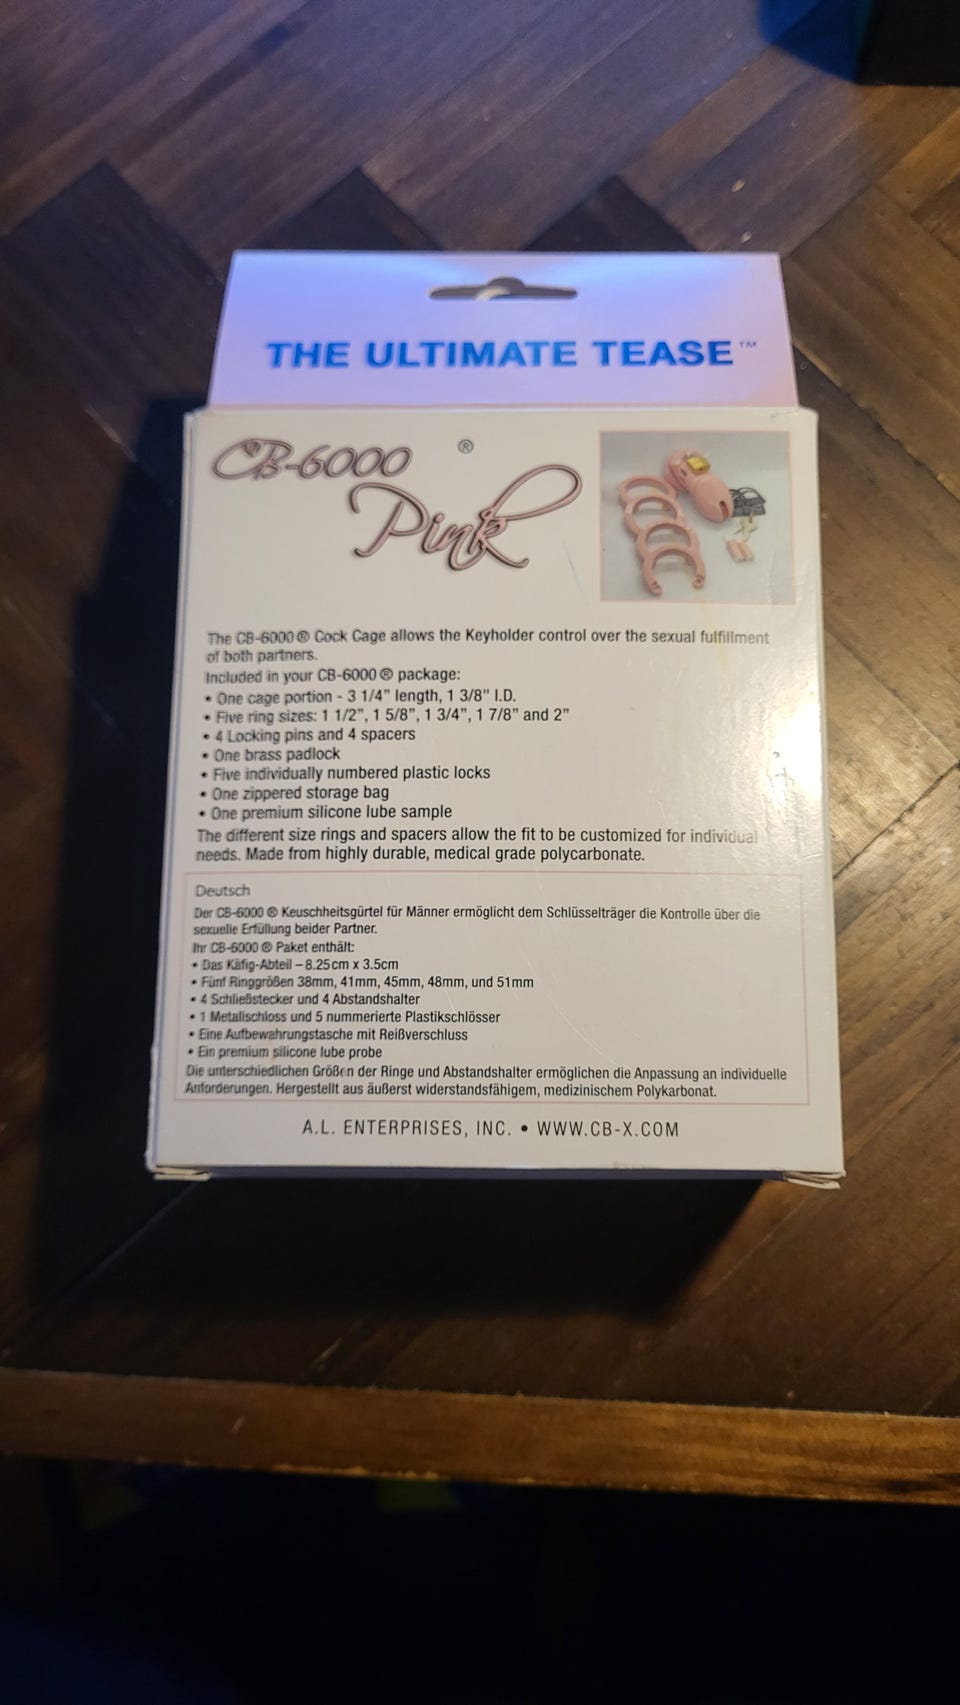 THE ULTIMATE TEASE™
CB-6000 ®
Pink
The CB-6000 ® Cock Cage allows the Keyholder control over the sexual fulfillment
of both partners.
Included in your CB-6000 ® package:
• One cage portion - 3 1/4” length, 1 3/8" I.D.
• Five ring sizes: 1 1/2”, 1 5/8”, 1 3/4”, 1 7/8” and 2”
• 4 Locking pins and 4 spacers
• One brass padlock
• Five individually numbered plastic locks
• One zippered storage bag
• One premium silicone lube sample
The different size rings and spacers allow the fit to be customized for individual
needs. Made from highly durable, medical grade polycarbonate.
Deutsch
Der CB-6000 ® Keuschheitsgürtel für Männer ermöglicht dem Schlüsselträger die Kontrolle über die
sexuelle Erfüllung beider Partner.
Ihr CB-6000 ® Paket enthält:
• Das Käfig-Abteil – 8.25cm x 3.5cm
• Fünf Ringgrößen 38mm, 41mm, 45mm, 48mm, und 51mm
• 4 Schließstecker und 4 Abstandshalter
• 1 Metallschloss und 5 nummerierte Plastikschlösser
• Eine Aufbewahrungstasche mit Reißverschluss
• Ein premium silicone lube probe
Die unterschiedlichen Größen der Ringe und Abstandshalter ermöglichen die Anpassung an individuelle
Anforderungen. Hergestellt aus äußerst widerstandsfähigem, medizinischem Polykarbonat.
A.L. ENTERPRISES, INC. • WWW.CB-X.COM